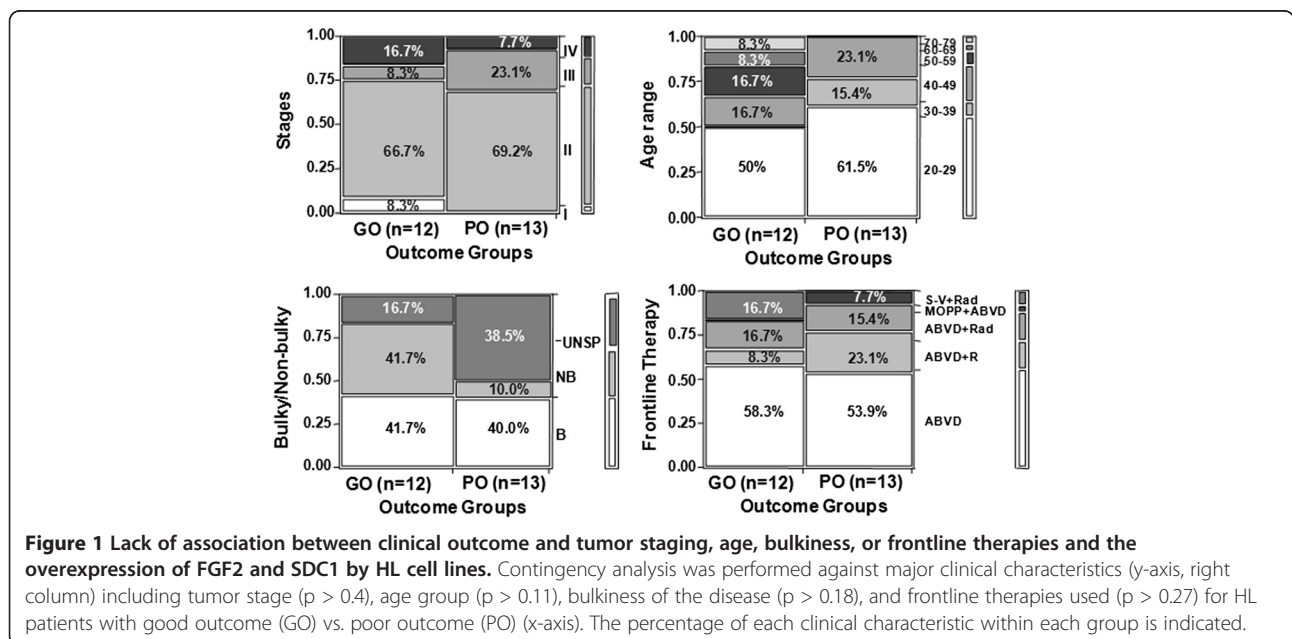 1.00
0.75
0.50
0.25
0.00
Stages
16.7%
8.3%
66.7%
8.3%
7.7%
23.1%
69.2%
IV
III
II
I
GO (n=12) PO (n=13)
Outcome Groups
1.00
0.75
0.50
0.25
0.00
Age range
8.3%
8.3%
16.7%
16.7%
50%
23.1%
15.4%
61.5%
70-79
60-69
50-59
40-49
30-39
20-29
GO (n=12) PO (n=13)
Outcome Groups
1.00
0.75
0.50
0.25
0.00
Bulky/Non-bulky
16.7%
41.7%
41.7%
38.5%
10.0%
40.0%
UNSP
NB
B
GO (n=12) PO (n=13)
Outcome Groups
1.00
0.75
0.50
0.25
0.00
Frontline Therapy
16.7%
16.7%
8.3%
58.3%
7.7%
15.4%
23.1%
53.9%
S-V+Rad
MOPP+ABVD
ABVD+Rad
ABVD+R
ABVD
GO (n=12) PO (n=13)
Outcome Groups
Figure 1 Lack of association between clinical outcome and tumor staging, age, bulkiness, or frontline therapies and the
overexpression of FGF2 and SDC1 by HL cell lines. Contingency analysis was performed against major clinical characteristics (y-axis, right
column) including tumor stage (p > 0.4), age group (p > 0.11), bulkiness of the disease (p > 0.18), and frontline therapies used (p > 0.27) for HL
patients with good outcome (GO) vs. poor outcome (PO) (x-axis). The percentage of each clinical characteristic within each group is indicated.